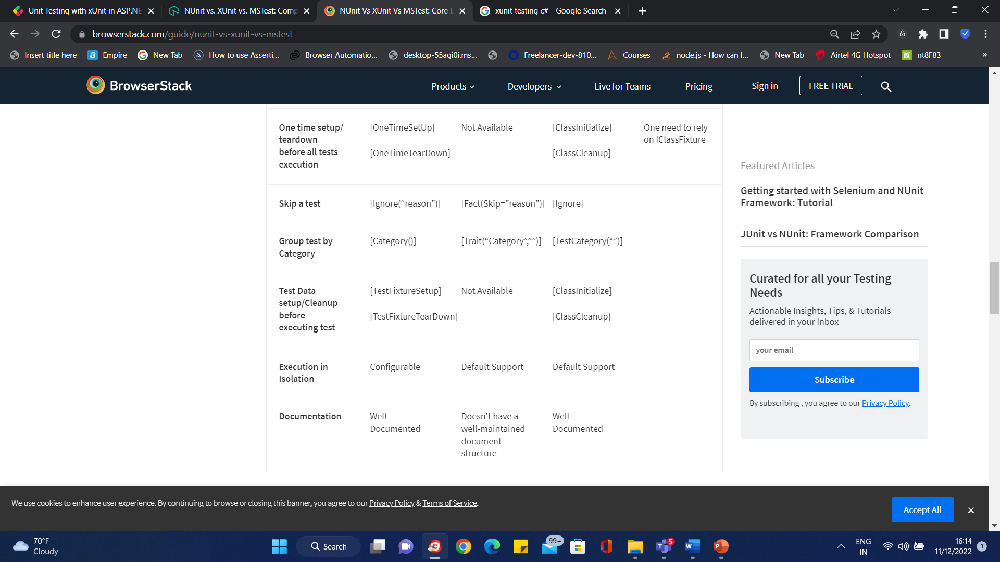 Unit Testing with xUnit in ASP.NE
NUnit vs. XUnit vs. MSTest: Comp
NUnit Vs XUnit Vs MSTest: Core D
xunit testing c# - Google Search
browserstack.com/guide/nunit-vs-xunit-vs-mstest
Insert title here
Empire
New Tab
How to use Asserti...
Browser Automatio...
desktop-55agi0i.ms...
Freelancer-dev-810...
Courses
node.js - How can I...
New Tab
Airtel 4G Hotspot
nt8F83
»
BrowserStack
Products
Developers
Live for Teams
Pricing
Sign in
FREE TRIAL
One time setup/
teardown
before all tests
execution
[OneTimeSetUp]
[OneTimeTearDown]
Not Available
[ClassInitialize]
[ClassCleanup]
One need to rely
on IClassFixture
Skip a test
[Ignore(“reason”)]
[Fact(Skip=”reason”)]
[Ignore]
Group test by
Category
[Category()]
[Trait(“Category”,””)]
[TestCategory(“”)]
Test Data
setup/Cleanup
before
executing test
[TestFixtureSetup]
[TestFixtureTearDown]
Not Available
[ClassInitialize]
[ClassCleanup]
Execution in
Isolation
Configurable
Default Support
Default Support
Documentation
Well
Documented
Doesn’t have a
well-maintained
document
structure
Well
Documented
Featured Articles
Getting started with Selenium and NUnit
Framework: Tutorial
JUnit vs NUnit: Framework Comparison
Curated for all your Testing
Needs
Actionable Insights, Tips, & Tutorials
delivered in your Inbox
your email
Subscribe
By subscribing , you agree to our Privacy Policy.
We use cookies to enhance user experience. By continuing to browse or closing this banner, you agree to our Privacy Policy & Terms of Service.
Accept All
70°F
Cloudy
Search
99+
5
ENG
IN
16:14
11/12/2022
1